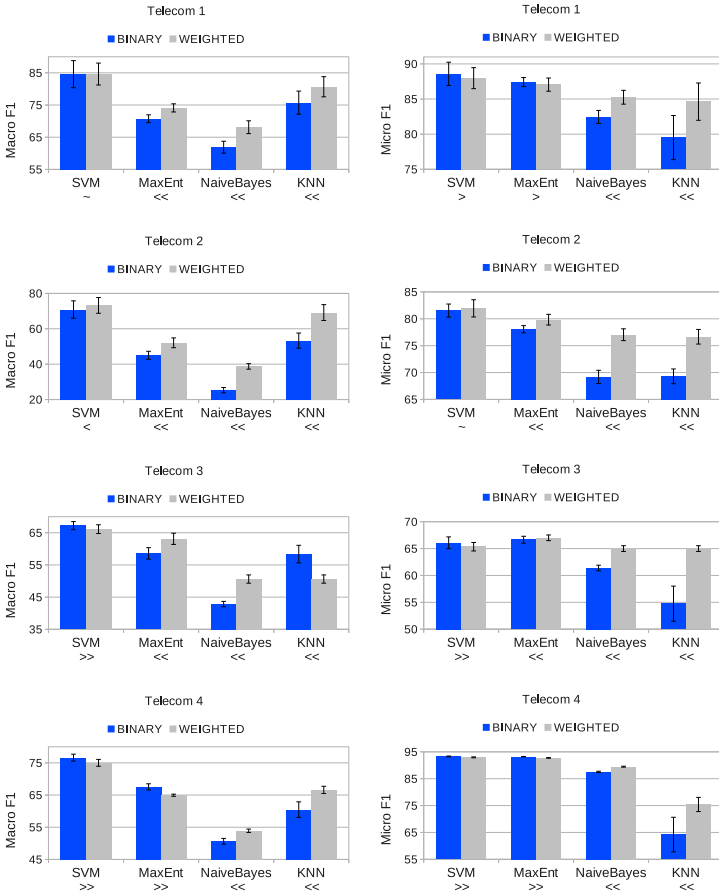 Telecom 1
BINARY WEIGHTED
Macro F1
85
75
65
55
SVM MaxEnt NaiveBayes KNN
~ << << <<
Telecom 1
BINARY WEIGHTED
Micro F1
90
85
80
75
SVM MaxEnt NaiveBayes KNN
> > << <<
Telecom 2
BINARY WEIGHTED
Macro F1
80
60
40
20
SVM MaxEnt NaiveBayes KNN
< << << <<
Telecom 2
BINARY WEIGHTED
Micro F1
85
80
75
70
65
SVM MaxEnt NaiveBayes KNN
~ << << <<
Telecom 3
BINARY WEIGHTED
Macro F1
65
55
45
35
SVM MaxEnt NaiveBayes KNN
>> << << <<
Telecom 3
BINARY WEIGHTED
Micro F1
70
65
60
55
50
SVM MaxEnt NaiveBayes KNN
>> << << <<
Telecom 4
BINARY WEIGHTED
Macro F1
75
65
55
45
SVM MaxEnt NaiveBayes KNN
>> >> << <<
Telecom 4
BINARY WEIGHTED
Micro F1
95
85
75
65
55
SVM MaxEnt NaiveBayes KNN
>> >> << <<